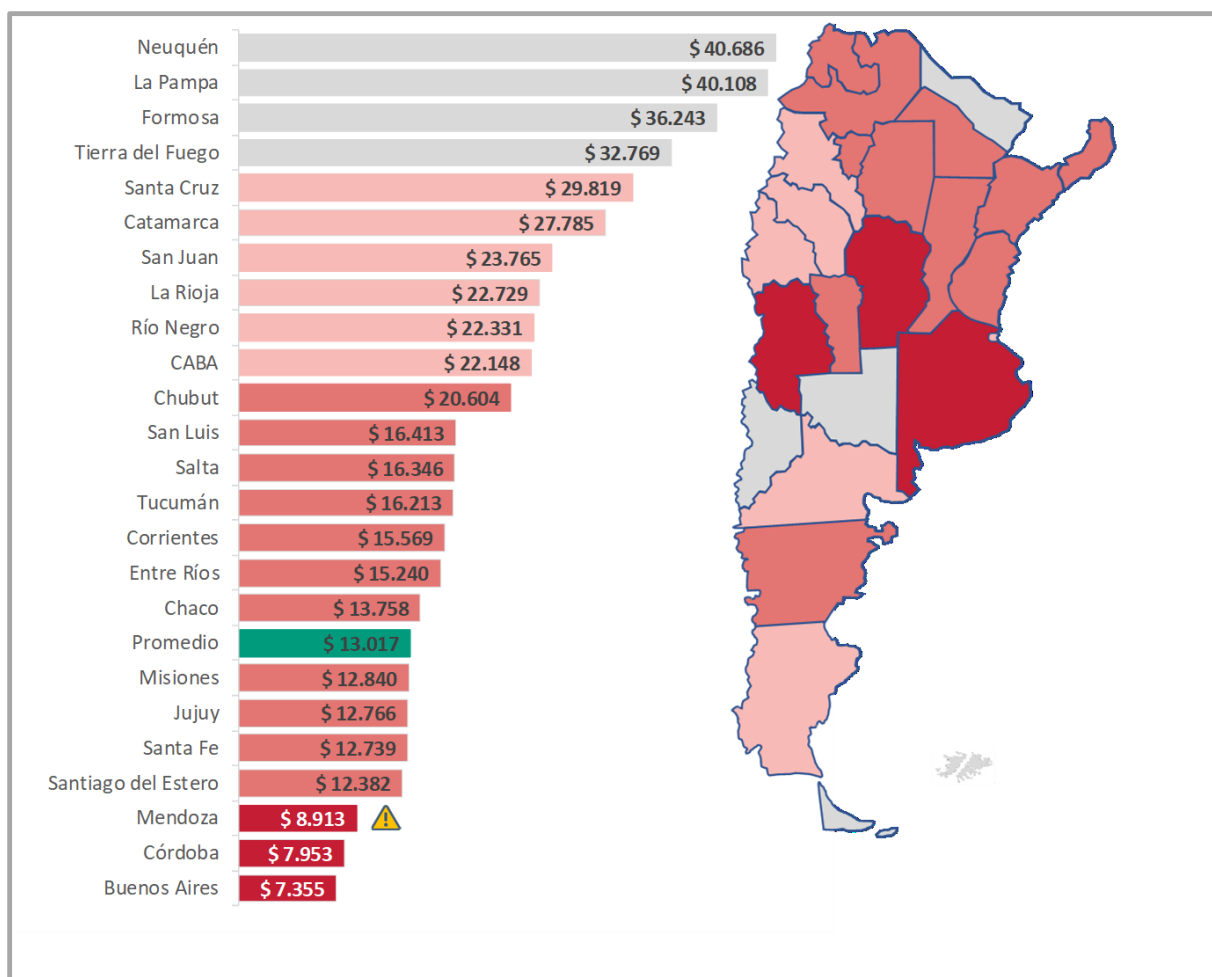 Neuquén $ 40.686
La Pampa $ 40.108
Formosa $ 36.243
Tierra del Fuego $ 32.769
Santa Cruz $ 29.819
Catamarca $ 27.785
San Juan $ 23.765
La Rioja $ 22.729
Río Negro $ 22.331
CABA $ 22.148
Chubut $ 20.604
San Luis $ 16.413
Salta $ 16.346
Tucumán $ 16.213
Corrientes $ 15.569
Entre Ríos $ 15.240
Chaco $ 13.758
Promedio $ 13.017
Misiones $ 12.840
Jujuy $ 12.766
Santa Fe $ 12.739
Santiago del Estero $ 12.382
Mendoza $ 8.913
Córdoba $ 7.953
Buenos Aires $ 7.355